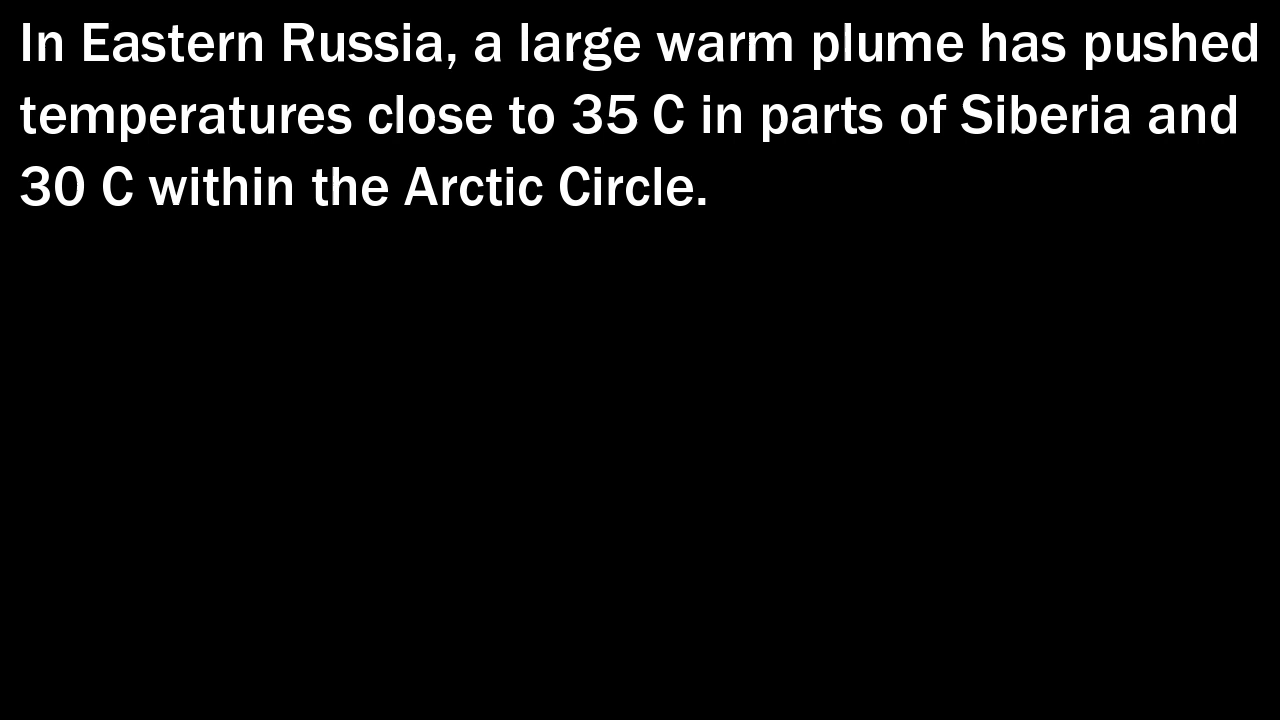 In Eastern Russia, a large warm plume has pushed
temperatures close to 35 C in parts of Siberia and
30 C within the Arctic Circle.